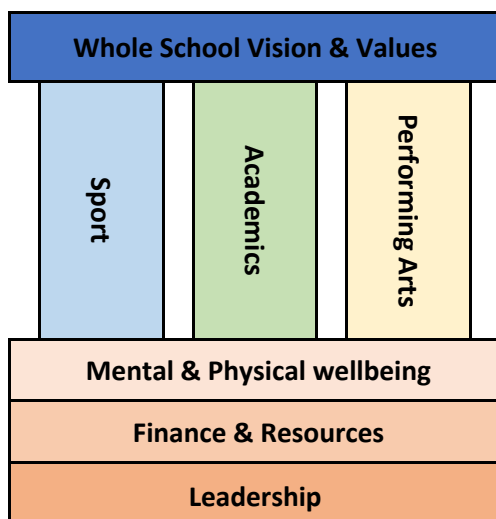 Whole School Vision & Values
Sport
Academics
Performing Arts
Mental & Physical wellbeing
Finance & Resources
Leadership